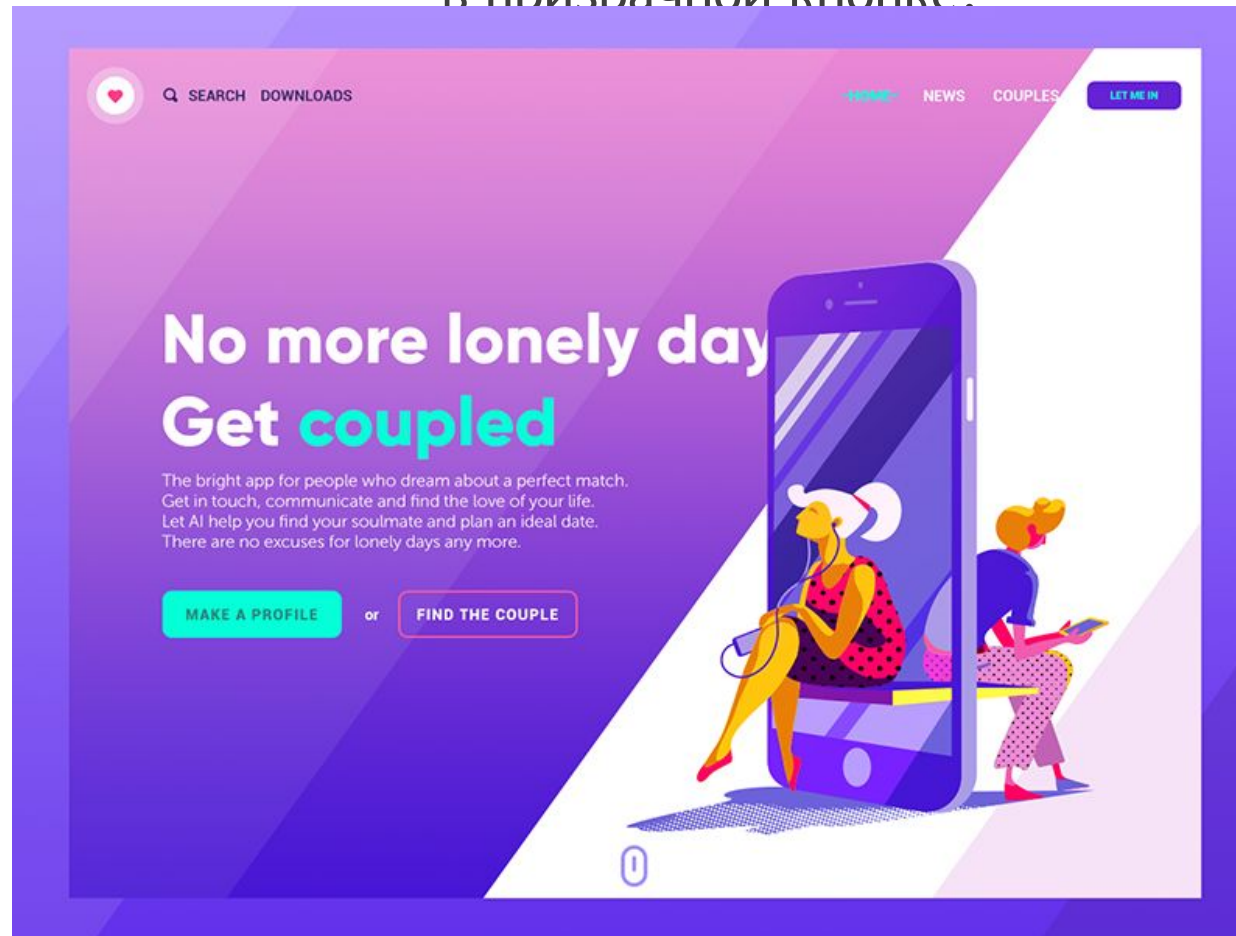 в призрачной кнопке.
SEARCH DOWNLOADS
HOME NEWS COUPLES LET ME IN
No more lonely day
Get coupled
The bright app for people who dream about a perfect match.
Get in touch, communicate and find the love of your life.
Let AI help you find your soulmate and plan an ideal date.
There are no excuses for lonely days any more.
MAKE A PROFILE or FIND THE COUPLE